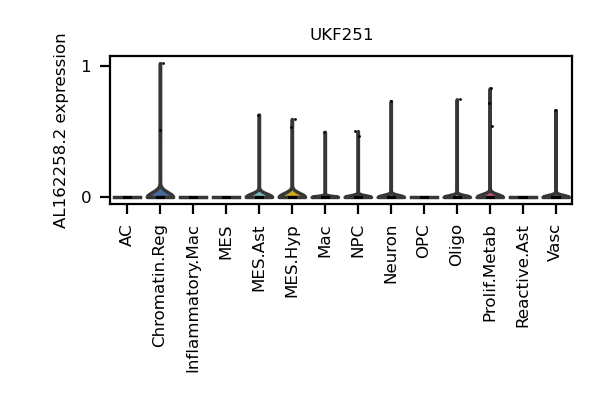 UKF251
AL162258.2 expression
1
0
AC
Chromatin.Reg
Inflammatory.Mac
MES
MES.Ast
MES.Hyp
Mac
NPC
Neuron
OPC
Oligo
Prolif.Metab
Reactive.Ast
Vasc